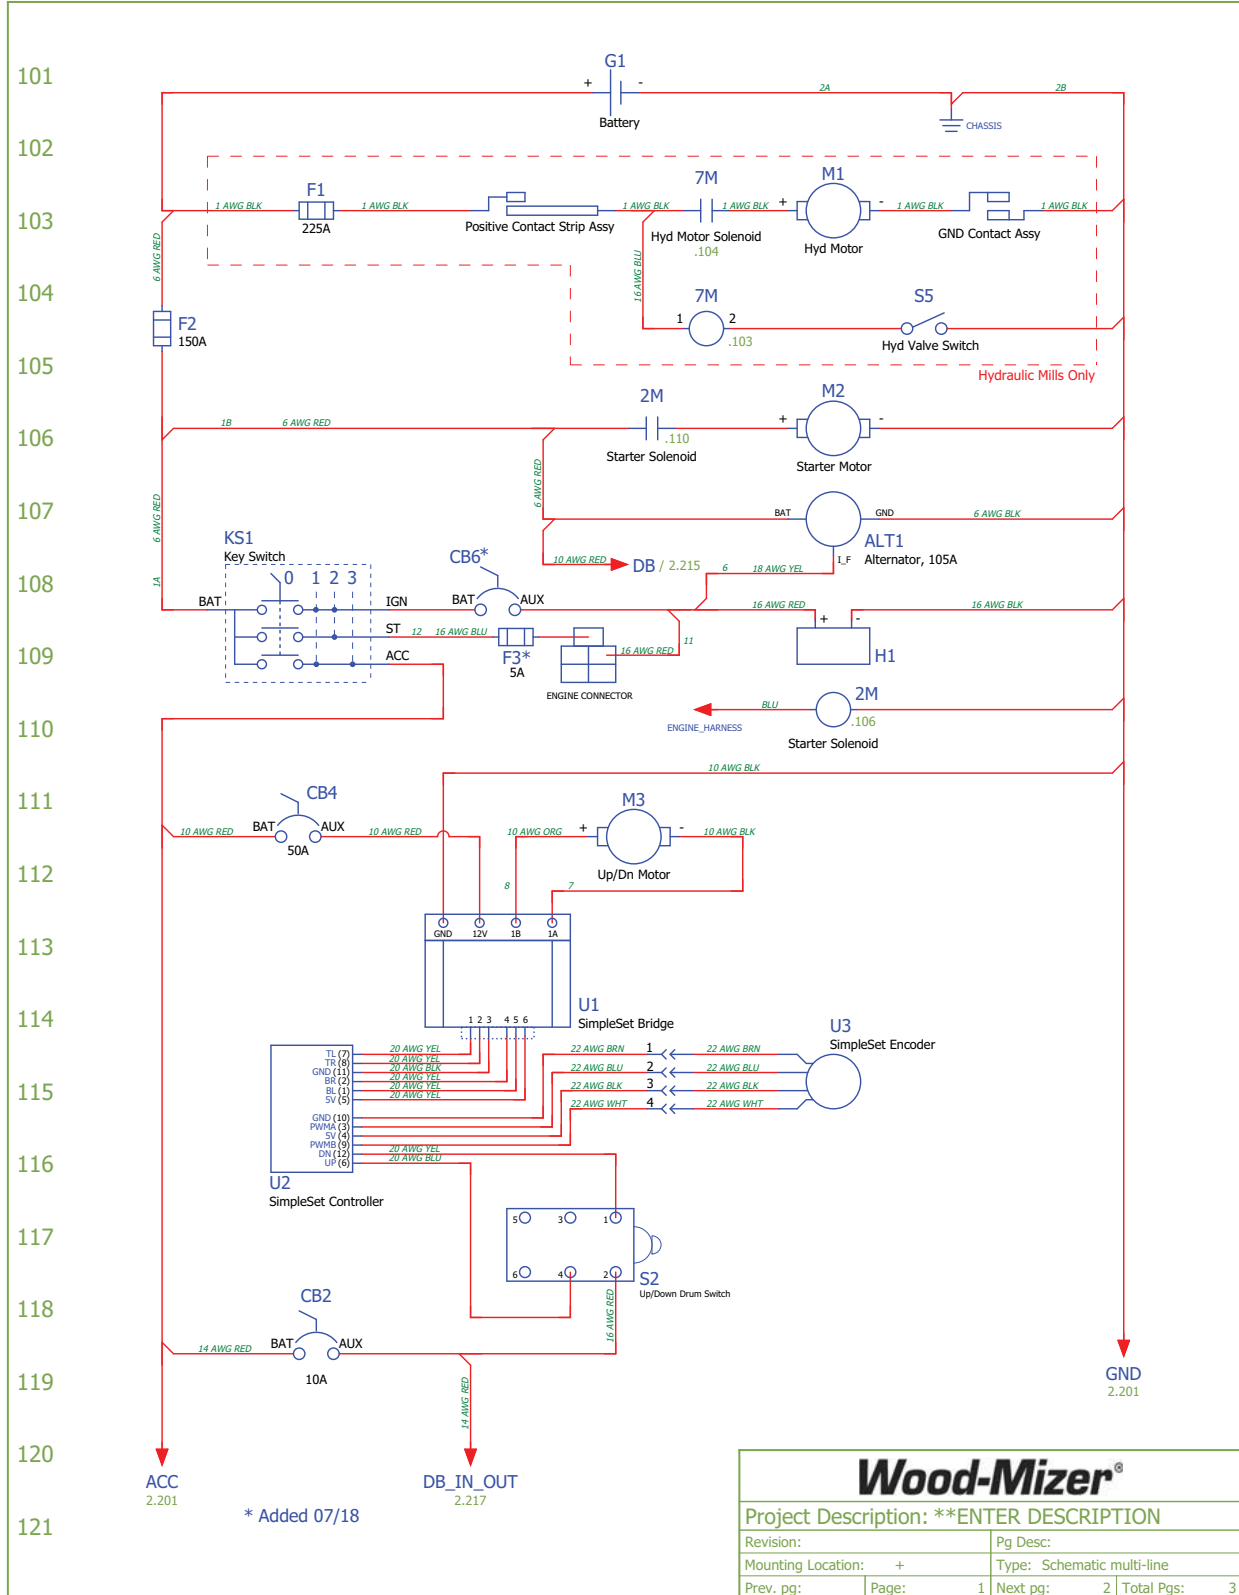 101
G1
+ -
2A 2B
Battery
CHASSIS
102
F1 7M M1
1 AWG BLK 1 AWG BLK 1 AWG BLK 1 AWG BLK + - 1 AWG BLK 1 AWG BLK
103
225A Positive Contact Strip Assy Hyd Motor Solenoid Hyd Motor GND Contact Assy
.104
6 AWG RED
16 AWG BLU
104
7M S5
F2 1 2
150A .103 Hyd Valve Switch
105
Hydraulic Mills Only
2M M2
1B 6 AWG RED + -
106
.110
Starter Solenoid Starter Motor
6 AWG RED
6 AWG RED
107
BAT GND 6 AWG BLK
KS1 ALT1
Key Switch CB6* 10 AWG RED DB / 2.215 I_F Alternator, 105A
108
1A
0 1 2 3
6 18 AWG YEL
BAT IGN BAT AUX 16 AWG RED 16 AWG BLK
+ -
ST 12 16 AWG BLU 11
109
ACC F3* 16 AWG RED H1
5A
ENGINE CONNECTOR
2M
BLU
110
ENGINE_HARNESS .106
Starter Solenoid
10 AWG BLK
111
CB4 M3
10 AWG RED BAT AUX 10 AWG RED 10 AWG ORG + - 10 AWG BLK
50A
112
Up/Dn Motor
8 7
113
GND 12V 1B 1A
U1
114
1 2 3 4 5 6 SimpleSet Bridge U3
SimpleSet Encoder
TL (7) 20 AWG YEL 22 AWG BRN 1 22 AWG BRN
TR (8) 20 AWG YEL
GND (11) 20 AWG BLK 22 AWG BLU 2 22 AWG BLU
BR (2) 20 AWG YEL
115
BL (1) 20 AWG YEL 22 AWG BLK 3 22 AWG BLK
5V (5) 20 AWG YEL
22 AWG WHT 4 22 AWG WHT
GND (10)
PWMA (3)
5V (4)
PWMB (9)
DN (12) 20 AWG YEL
116
UP (6) 20 AWG BLU
U2
SimpleSet Controller
117
5 3 1
6 4 2
S2
Up/Down Drum Switch
118
CB2
16 AWG RED
14 AWG RED BAT AUX
119
10A
GND
2.201
14 AWG RED
120
ACC DB_IN_OUT
2.201 2.217
* Added 07/18
121
Wood-Mizer®
Project Description: **ENTER DESCRIPTION
Revision: Pg Desc:
Mounting Location: + Type: Schematic multi-line
Prev. pg: Page: 1 Next pg: 2 Total Pgs: 3